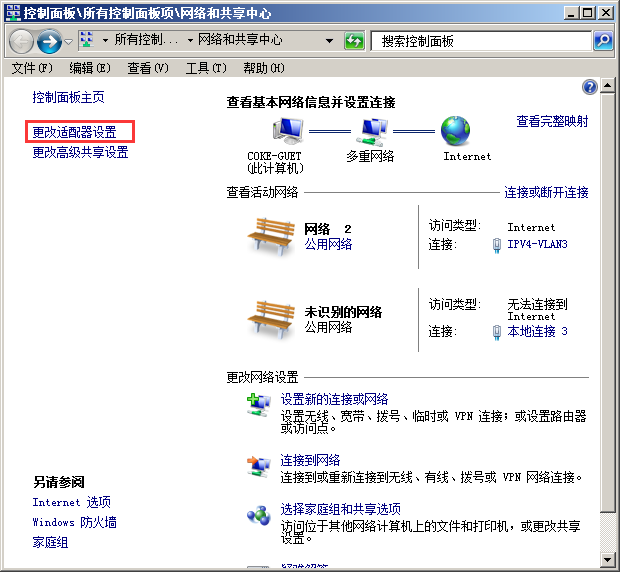 控制面板\所有控制面板项\网络和共享中心
所有控制... 网络和共享中心
搜索控制面板
文件(F) 编辑(E) 查看(V) 工具(T) 帮助(H)
控制面板主页
更改适配器设置
更改高级共享设置
查看基本网络信息并设置连接
查看完整映射
COKE-GUET
(此计算机)
多重网络
Internet
查看活动网络
连接或断开连接
网络 2
公用网络
访问类型: Internet
连接: IPV4-VLAN3
未识别的网络
公用网络
访问类型: 无法连接到
Internet
连接: 本地连接 3
更改网络设置
设置新的连接或网络
设置无线、宽带、拨号、临时或 VPN 连接；或设置路由器
或访问点。
连接到网络
连接到或重新连接到无线、有线、拨号或 VPN 网络连接。
选择家庭组和共享选项
访问位于其他网络计算机上的文件和打印机，或更改共享
设置。
另请参阅
Internet 选项
Windows 防火墙
家庭组